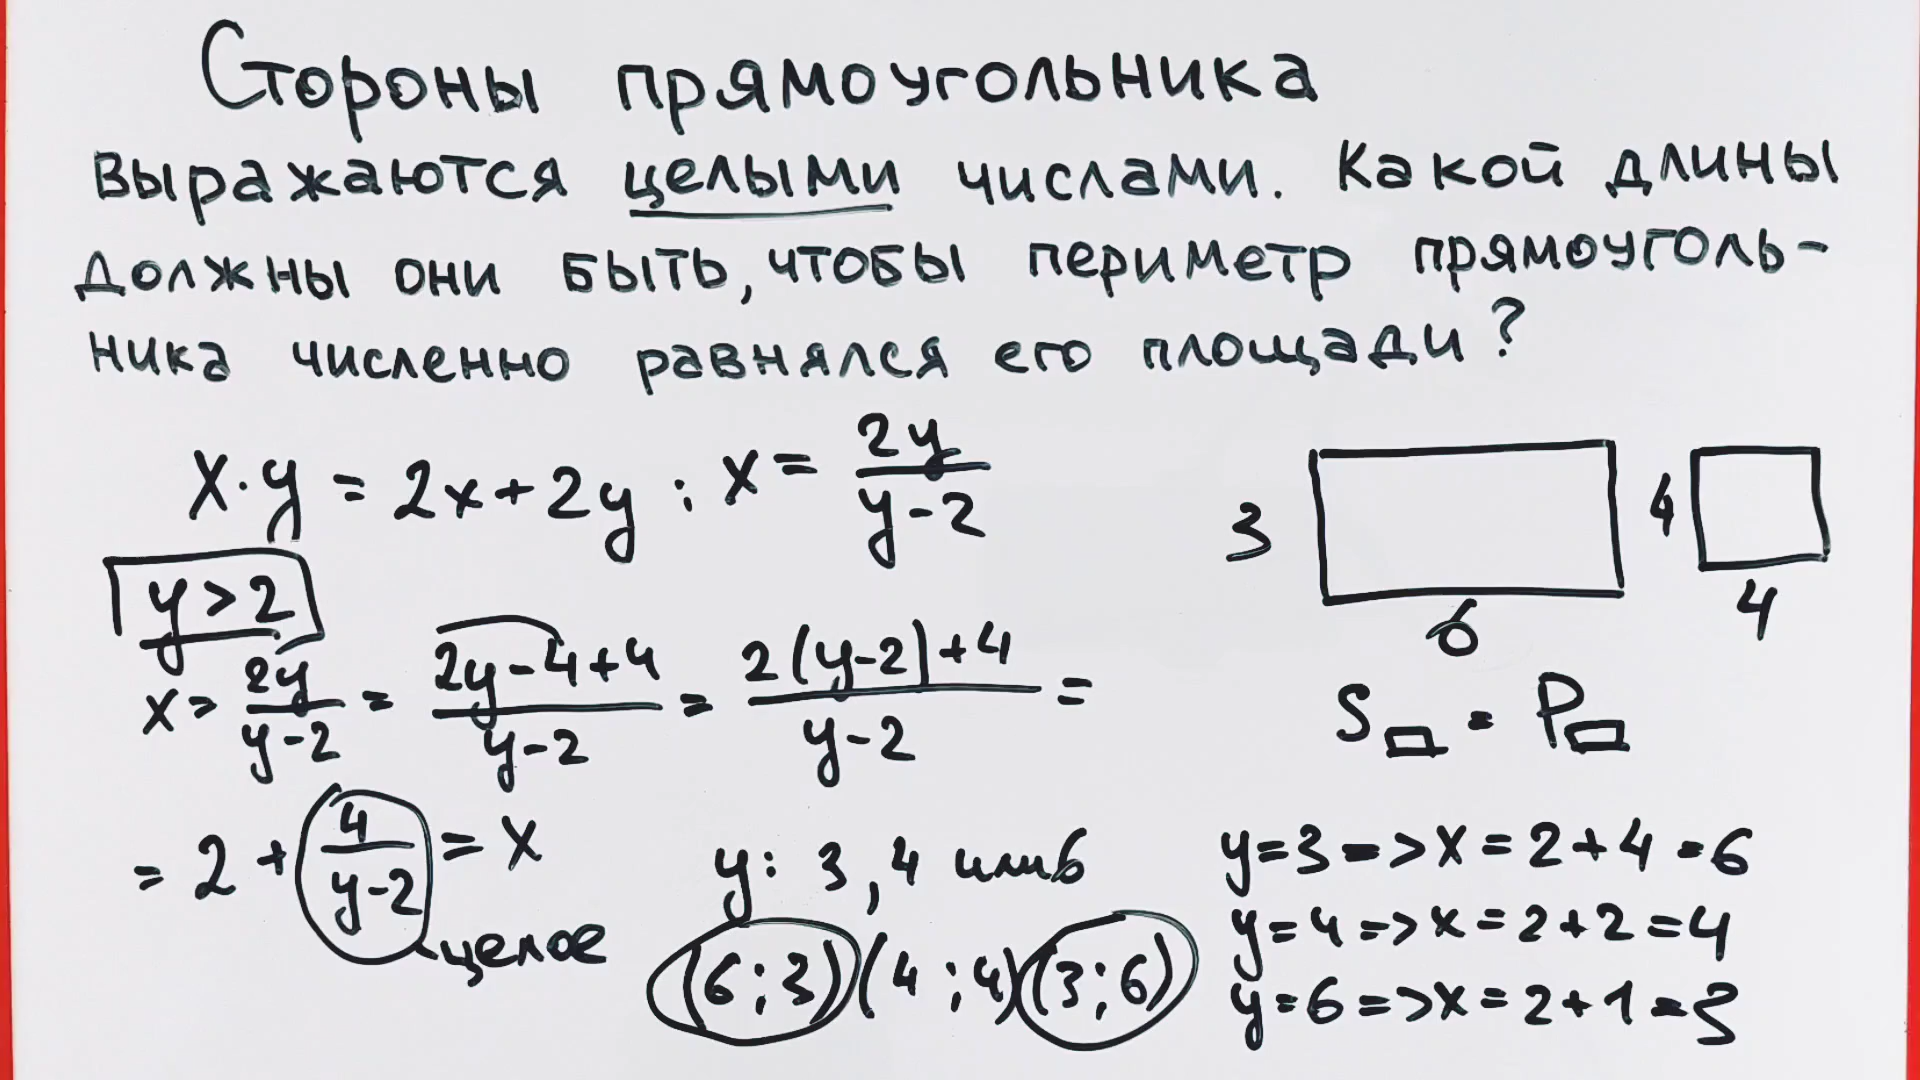 Стороны прямоугольника
выражаются целыми числами. Какой длины
должны они быть, чтобы периметр прямоуголь-
ника численно равнялся его площади?
x·y = 2x+2y ; x = 2y/(y-2)
y>2
x = 2y/(y-2) = (2y-4+4)/(y-2) = (2(y-2)+4)/(y-2) =
= 2 + 4/(y-2) = x
целое
y: 3, 4 или 6
(6;3) (4;4) (3;6)
3
6
4
4
S▭ = P▭
y=3 => x = 2+4 = 6
y=4 => x = 2+2 = 4
y=6 => x = 2+1 = 3